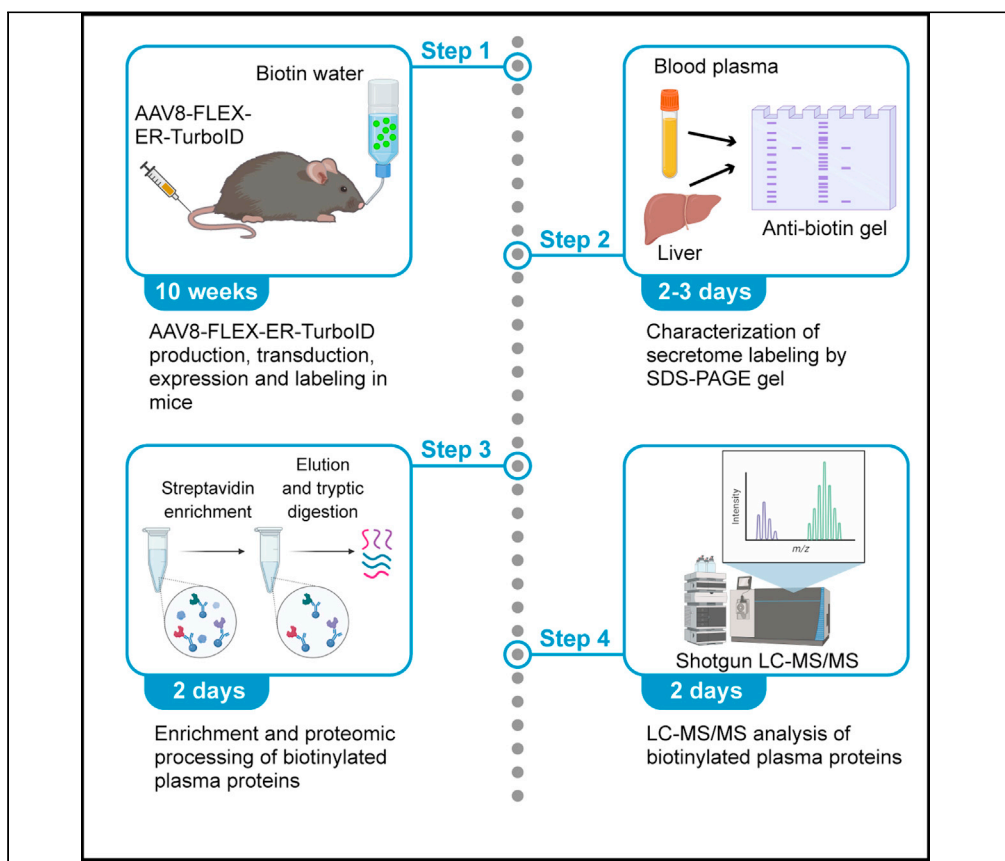 Step 1
Biotin water
AAV8-FLEX-
ER-TurboID
10 weeks
AAV8-FLEX-ER-TurboID
production, transduction,
expression and labeling in
mice
Step 2
Blood plasma
Liver
Anti-biotin gel
2-3 days
Characterization of
secretome labeling by
SDS-PAGE gel
Step 3
Streptavidin
enrichment
Elution
and tryptic
digestion
2 days
Enrichment and proteomic
processing of biotinylated
plasma proteins
Step 4
Intensity
m/z
Shotgun LC-MS/MS
2 days
LC-MS/MS analysis of
biotinylated plasma proteins